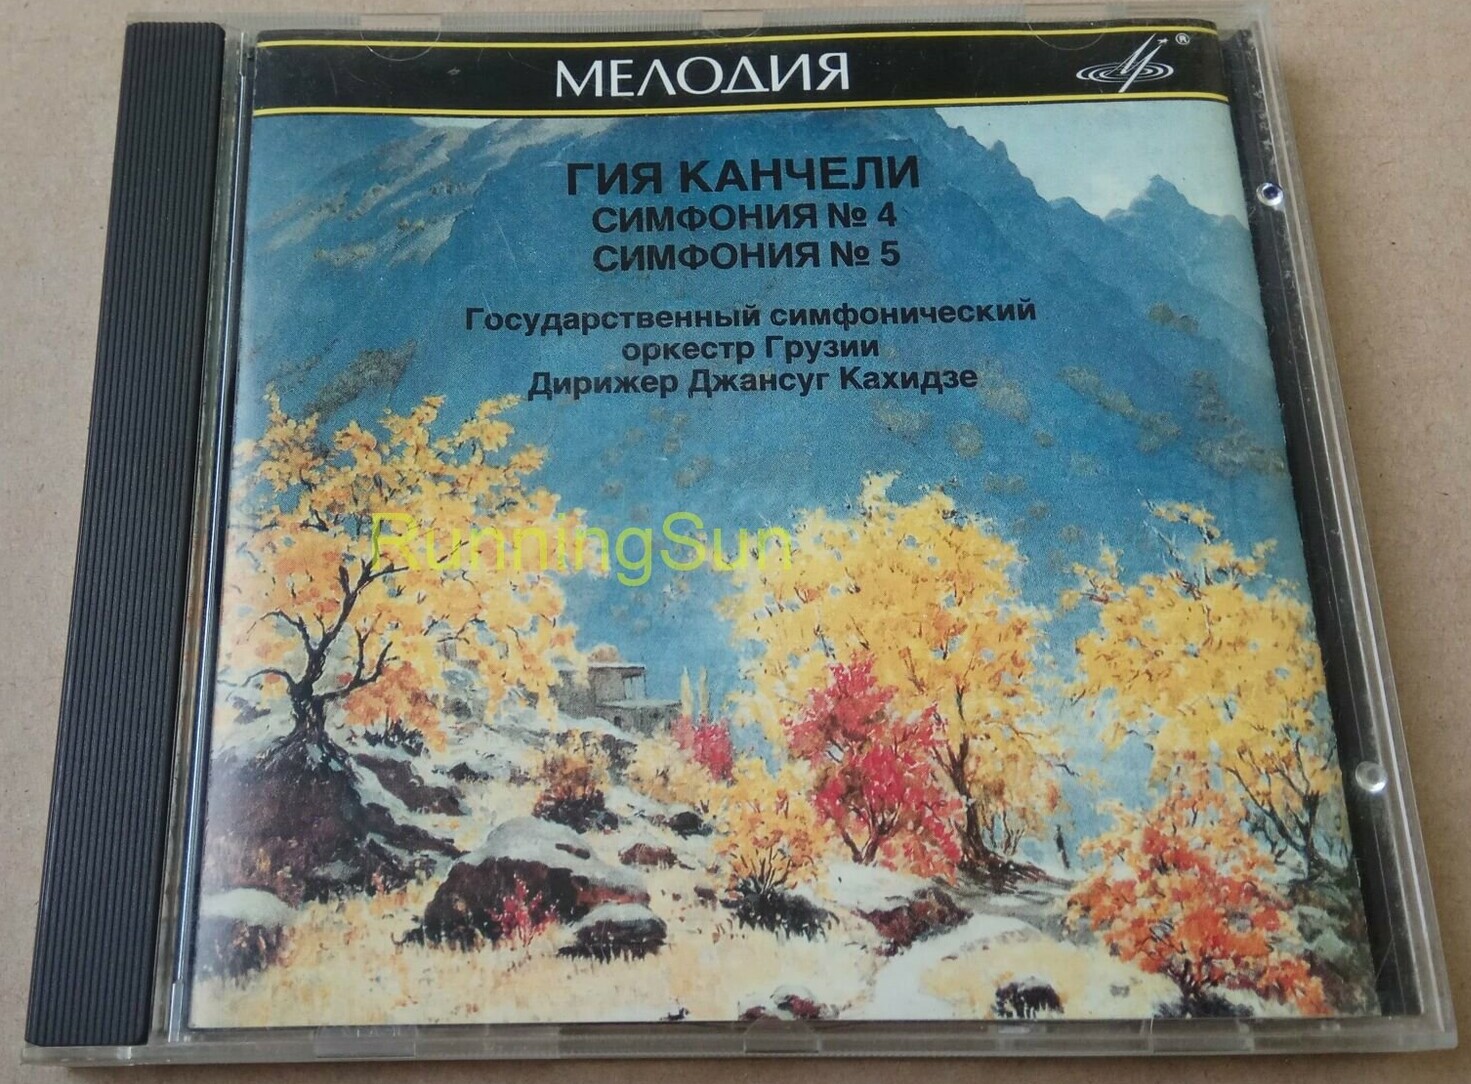 МЕЛОДИЯ
®
ГИЯ КАНЧЕЛИ
СИМФОНИЯ № 4
СИМФОНИЯ № 5
Государственный симфонический
оркестр Грузии
Дирижер Джансуг Кахидзе
RunningSun